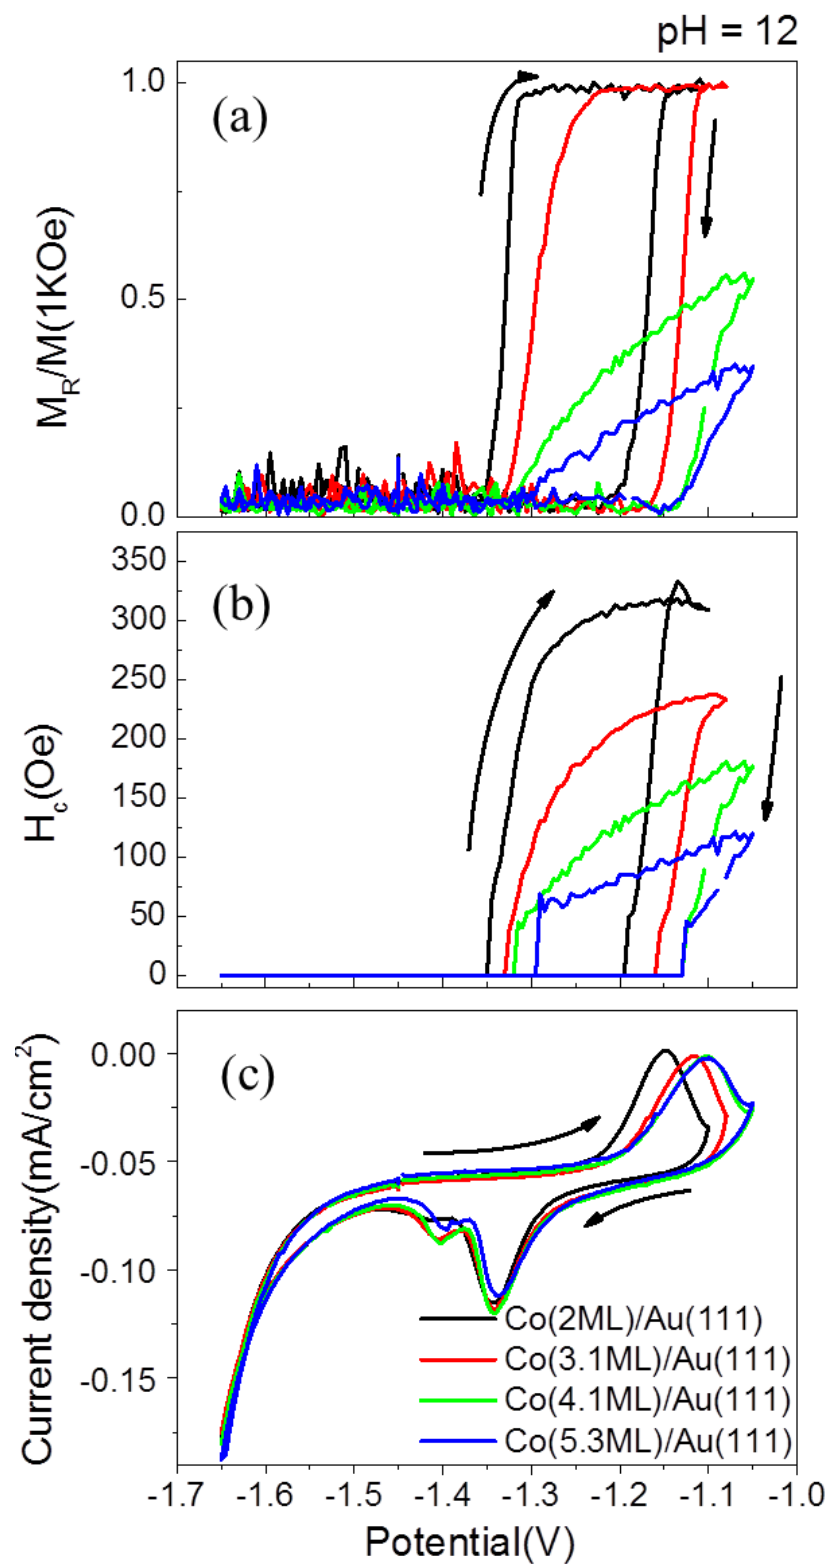 pH = 12
(a)
1.0
0.5
0.0
M_R/M(1KOe)
(b)
350
300
250
200
150
100
50
0
H_c(Oe)
(c)
0.00
-0.05
-0.10
-0.15
Current density(mA/cm²)
Co(2ML)/Au(111)
Co(3.1ML)/Au(111)
Co(4.1ML)/Au(111)
Co(5.3ML)/Au(111)
-1.7 -1.6 -1.5 -1.4 -1.3 -1.2 -1.1 -1.0
Potential(V)